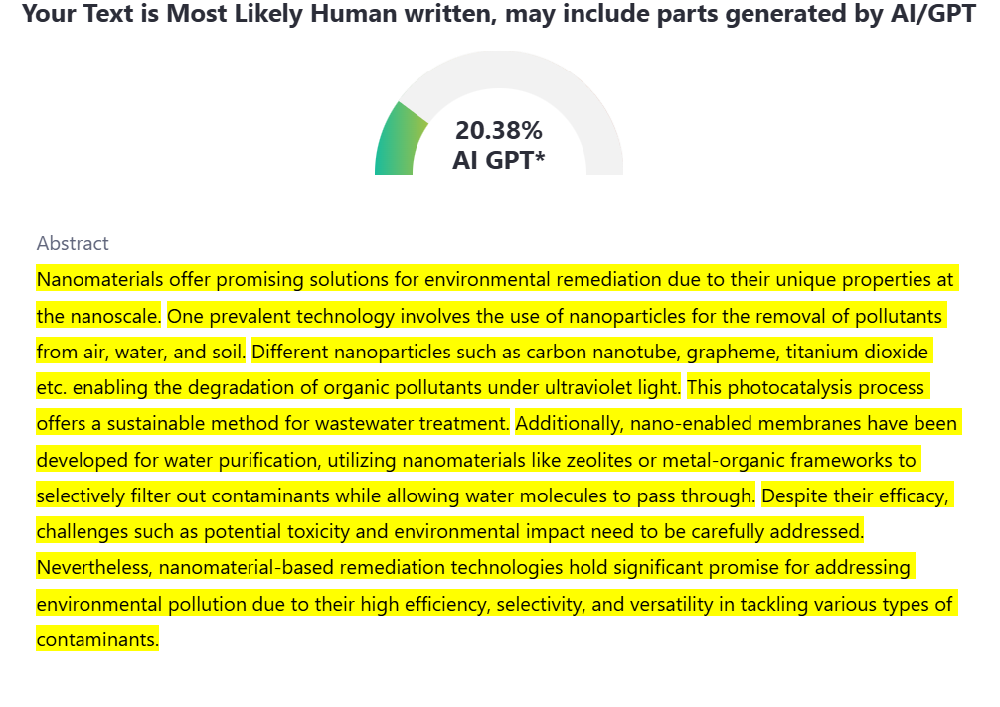 Your Text is Most Likely Human written, may include parts generated by AI/GPT
20.38%
AI GPT*
Abstract
Nanomaterials offer promising solutions for environmental remediation due to their unique properties at
the nanoscale. One prevalent technology involves the use of nanoparticles for the removal of pollutants
from air, water, and soil. Different nanoparticles such as carbon nanotube, grapheme, titanium dioxide
etc. enabling the degradation of organic pollutants under ultraviolet light. This photocatalysis process
offers a sustainable method for wastewater treatment. Additionally, nano-enabled membranes have been
developed for water purification, utilizing nanomaterials like zeolites or metal-organic frameworks to
selectively filter out contaminants while allowing water molecules to pass through. Despite their efficacy,
challenges such as potential toxicity and environmental impact need to be carefully addressed.
Nevertheless, nanomaterial-based remediation technologies hold significant promise for addressing
environmental pollution due to their high efficiency, selectivity, and versatility in tackling various types of
contaminants.